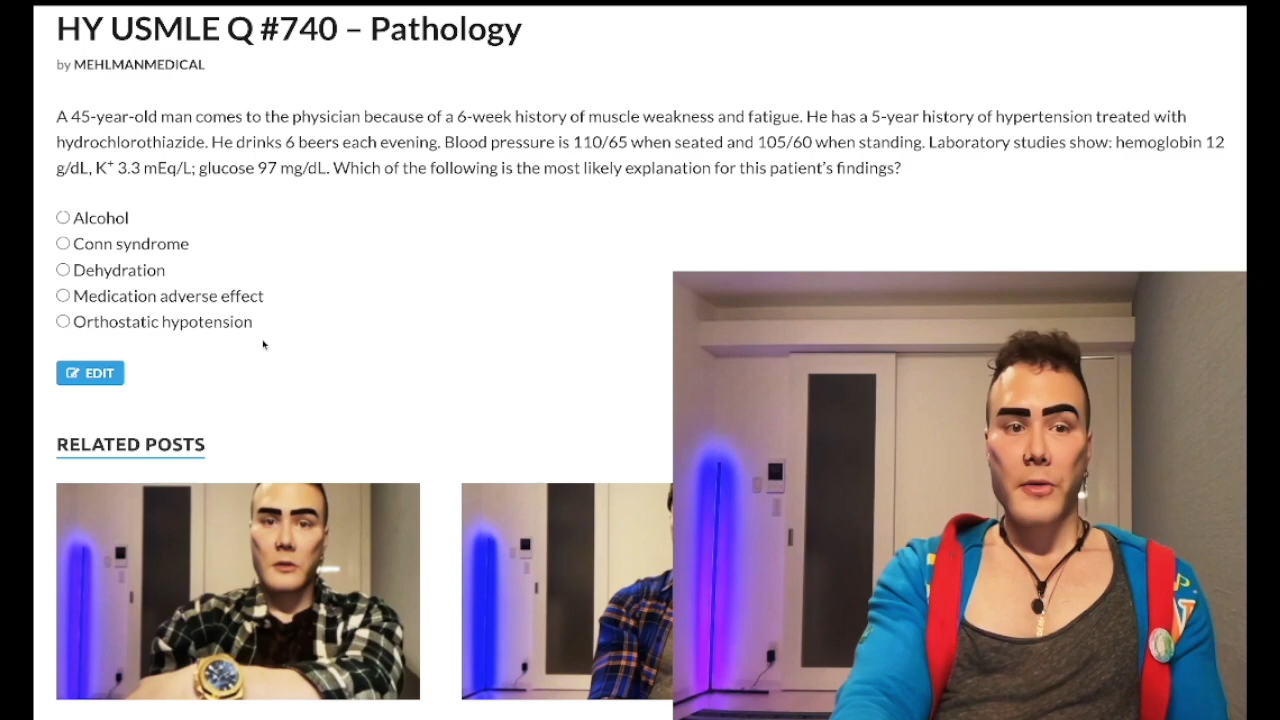 HY USMLE Q #740 – Pathology
by MEHLMANMEDICAL
A 45-year-old man comes to the physician because of a 6-week history of muscle weakness and fatigue. He has a 5-year history of hypertension treated with
hydrochlorothiazide. He drinks 6 beers each evening. Blood pressure is 110/65 when seated and 105/60 when standing. Laboratory studies show: hemoglobin 12
g/dL, K⁺ 3.3 mEq/L; glucose 97 mg/dL. Which of the following is the most likely explanation for this patient’s findings?
Alcohol
Conn syndrome
Dehydration
Medication adverse effect
Orthostatic hypotension
EDIT
RELATED POSTS